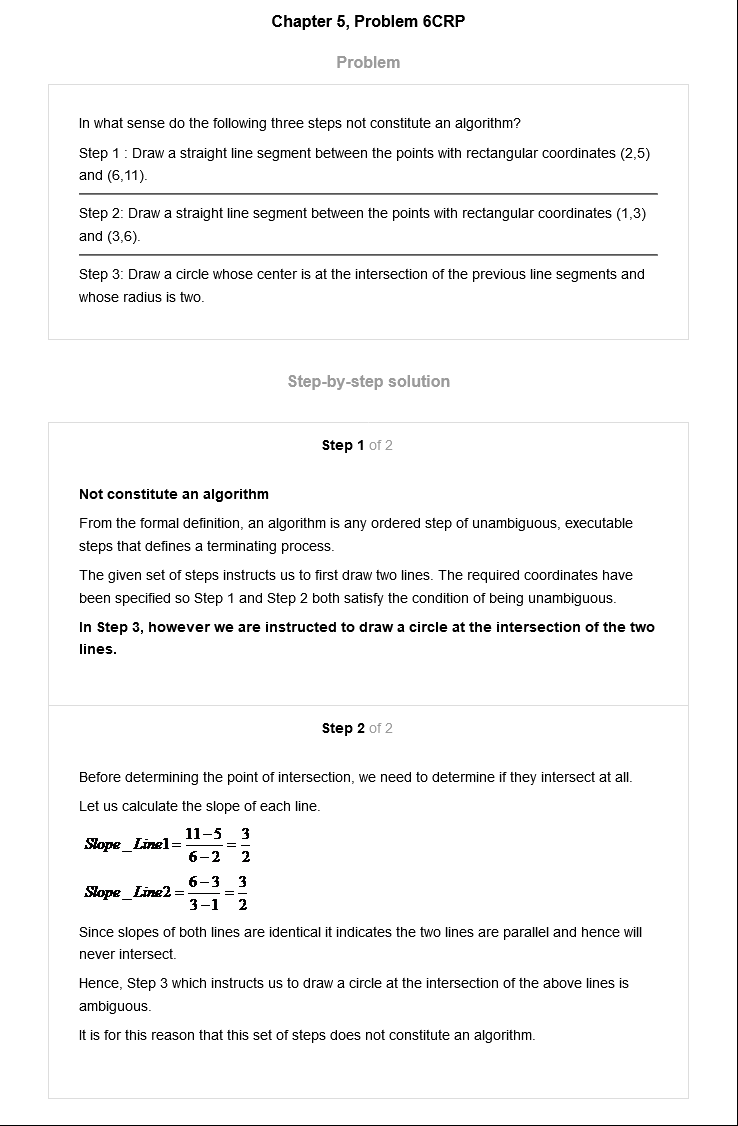 Chapter 5, Problem 6CRP
Problem
In what sense do the following three steps not constitute an algorithm?
Step 1 : Draw a straight line segment between the points with rectangular coordinates (2,5)
and (6,11).
Step 2: Draw a straight line segment between the points with rectangular coordinates (1,3)
and (3,6).
Step 3: Draw a circle whose center is at the intersection of the previous line segments and
whose radius is two.
Step-by-step solution
Step 1 of 2
Not constitute an algorithm
From the formal definition, an algorithm is any ordered step of unambiguous, executable
steps that defines a terminating process.
The given set of steps instructs us to first draw two lines. The required coordinates have
been specified so Step 1 and Step 2 both satisfy the condition of being unambiguous.
In Step 3, however we are instructed to draw a circle at the intersection of the two
lines.
Step 2 of 2
Before determining the point of intersection, we need to determine if they intersect at all.
Let us calculate the slope of each line.
Slope_Line1 = (11-5)/(6-2) = 3/2
Slope_Line2 = (6-3)/(3-1) = 3/2
Since slopes of both lines are identical it indicates the two lines are parallel and hence will
never intersect.
Hence, Step 3 which instructs us to draw a circle at the intersection of the above lines is
ambiguous.
It is for this reason that this set of steps does not constitute an algorithm.